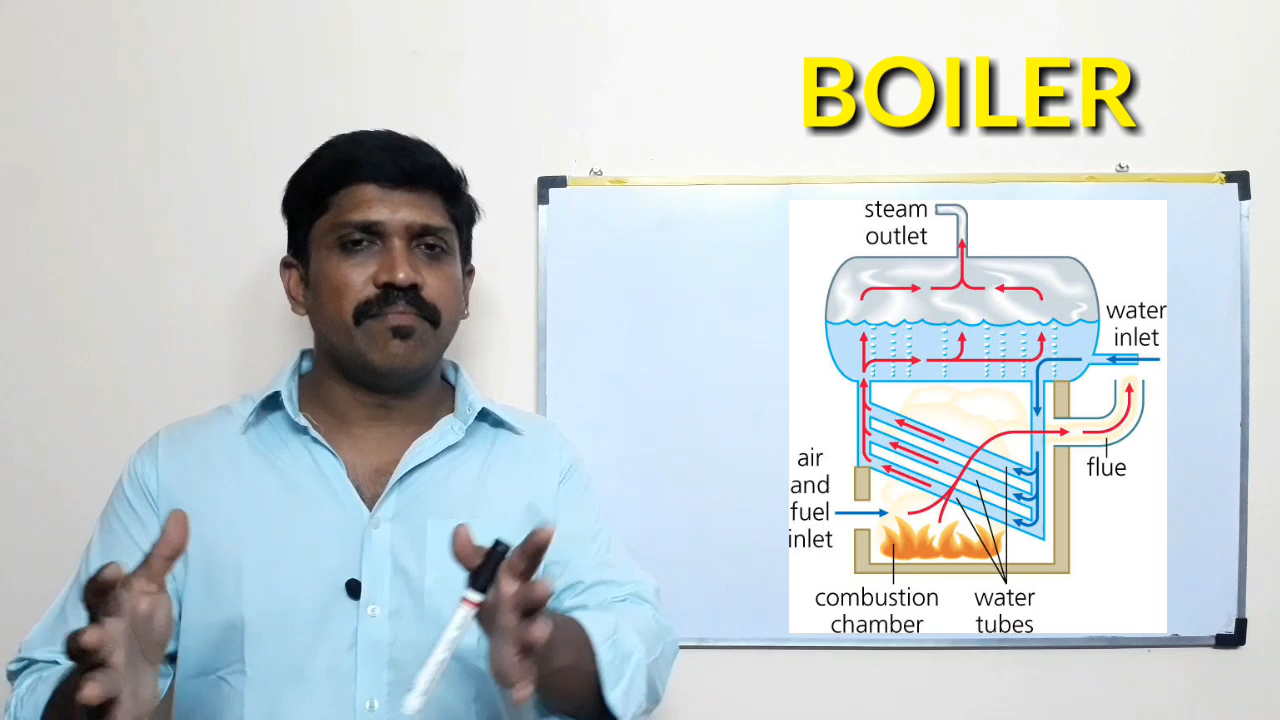 BOILER
steam
outlet
water
inlet
air
and
fuel
inlet
flue
combustion
chamber
water
tubes